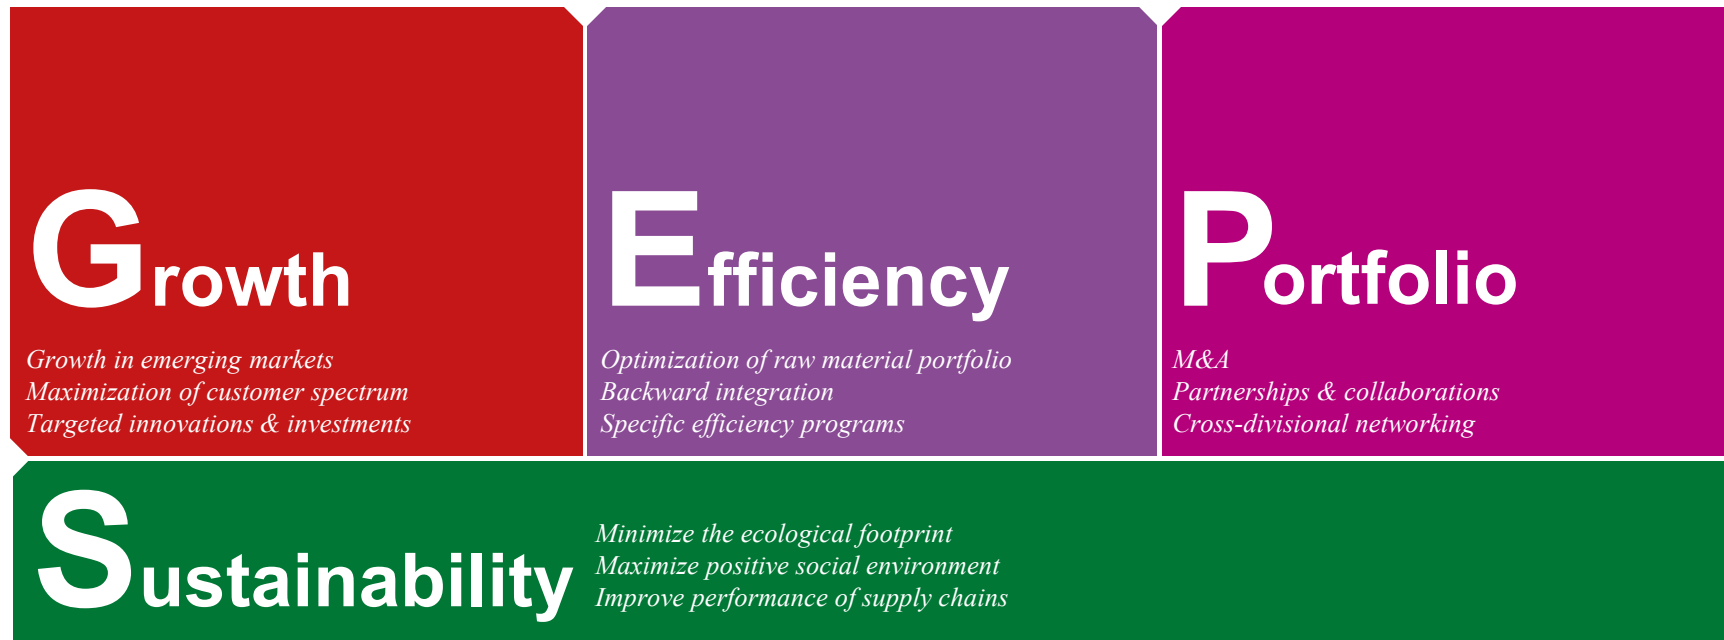 Growth
Growth in emerging markets
Maximization of customer spectrum
Targeted innovations & investments
Efficiency
Optimization of raw material portfolio
Backward integration
Specific efficiency programs
Portfolio
M&A
Partnerships & collaborations
Cross-divisional networking
Sustainability
Minimize the ecological footprint
Maximize positive social environment
Improve performance of supply chains